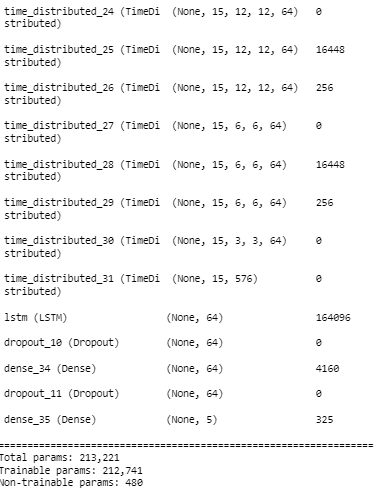 time_distributed_24 (TimeDi (None, 15, 12, 12, 64) 0
stributed)
time_distributed_25 (TimeDi (None, 15, 12, 12, 64) 16448
stributed)
time_distributed_26 (TimeDi (None, 15, 12, 12, 64) 256
stributed)
time_distributed_27 (TimeDi (None, 15, 6, 6, 64) 0
stributed)
time_distributed_28 (TimeDi (None, 15, 6, 6, 64) 16448
stributed)
time_distributed_29 (TimeDi (None, 15, 6, 6, 64) 256
stributed)
time_distributed_30 (TimeDi (None, 15, 3, 3, 64) 0
stributed)
time_distributed_31 (TimeDi (None, 15, 576) 0
stributed)
lstm (LSTM) (None, 64) 164096
dropout_10 (Dropout) (None, 64) 0
dense_34 (Dense) (None, 64) 4160
dropout_11 (Dropout) (None, 64) 0
dense_35 (Dense) (None, 5) 325
=================================================================
Total params: 213,221
Trainable params: 212,741
Non-trainable params: 480